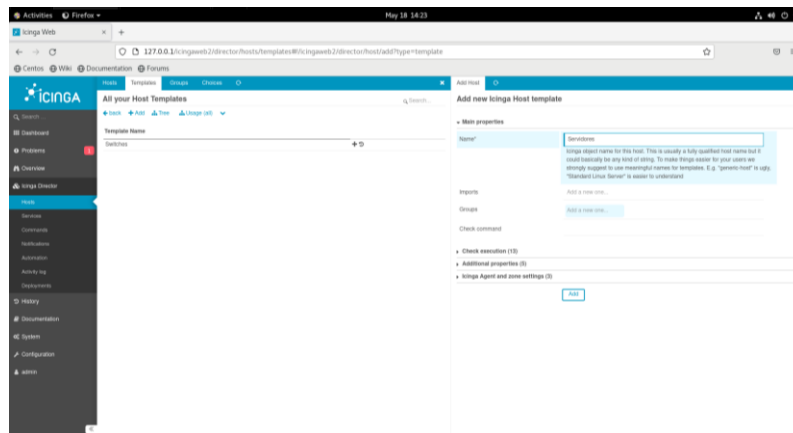 Activities Firefox
May 18 14:23
Icinga Web
127.0.0.1/icingaweb2/director/hosts/templates#!/icingaweb2/director/host/add?type=template
Centos Wiki Documentation Forums
iCINGA
Search ...
Dashboard
Problems
Overview
Icinga Director
Hosts
Services
Commands
Notifications
Automation
Activity log
Deployments
History
Documentation
System
Configuration
admin
Hosts Templates Groups Choices
All your Host Templates
Search ...
back Add Tree Usage (all)
Template Name
Switches
Add Host
Add new Icinga Host template
Main properties
Name*
Servidores
Icinga object name for this host. This is usually a fully qualified host name but it
could basically be any kind of string. To make things easier for your users we
strongly suggest to use meaningful names for templates. E.g. "generic-host" is ugly,
"Standard Linux Server" is easier to understand
Imports
Add a new one...
Groups
Add a new one...
Check command
Check execution (13)
Additional properties (5)
Icinga Agent and zone settings (5)
Add